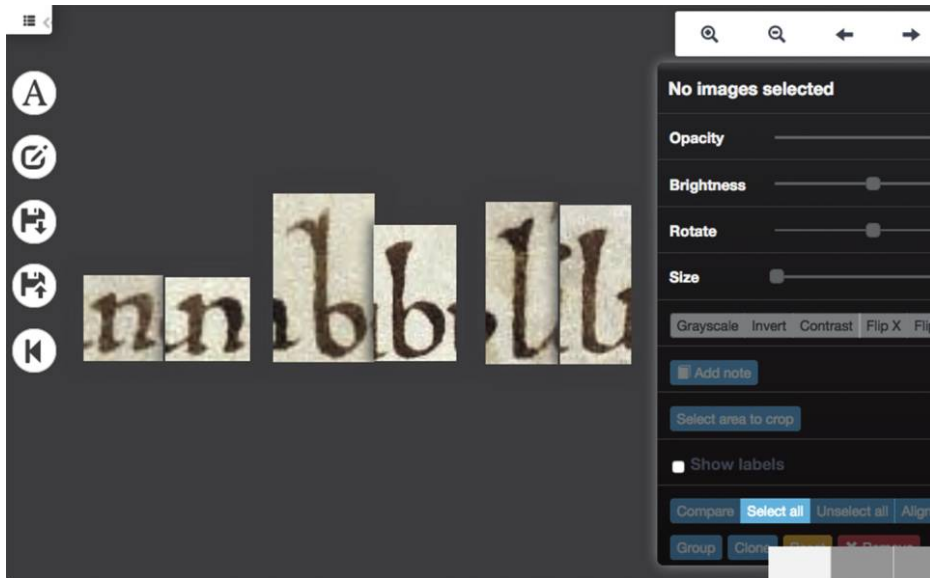 A
n n b b l l
No images selected
Opacity
Brightness
Rotate
Size
Grayscale Invert Contrast Flip X
Add note
Select area to crop
Show labels
Compare Select all Unselect all
Group Clone